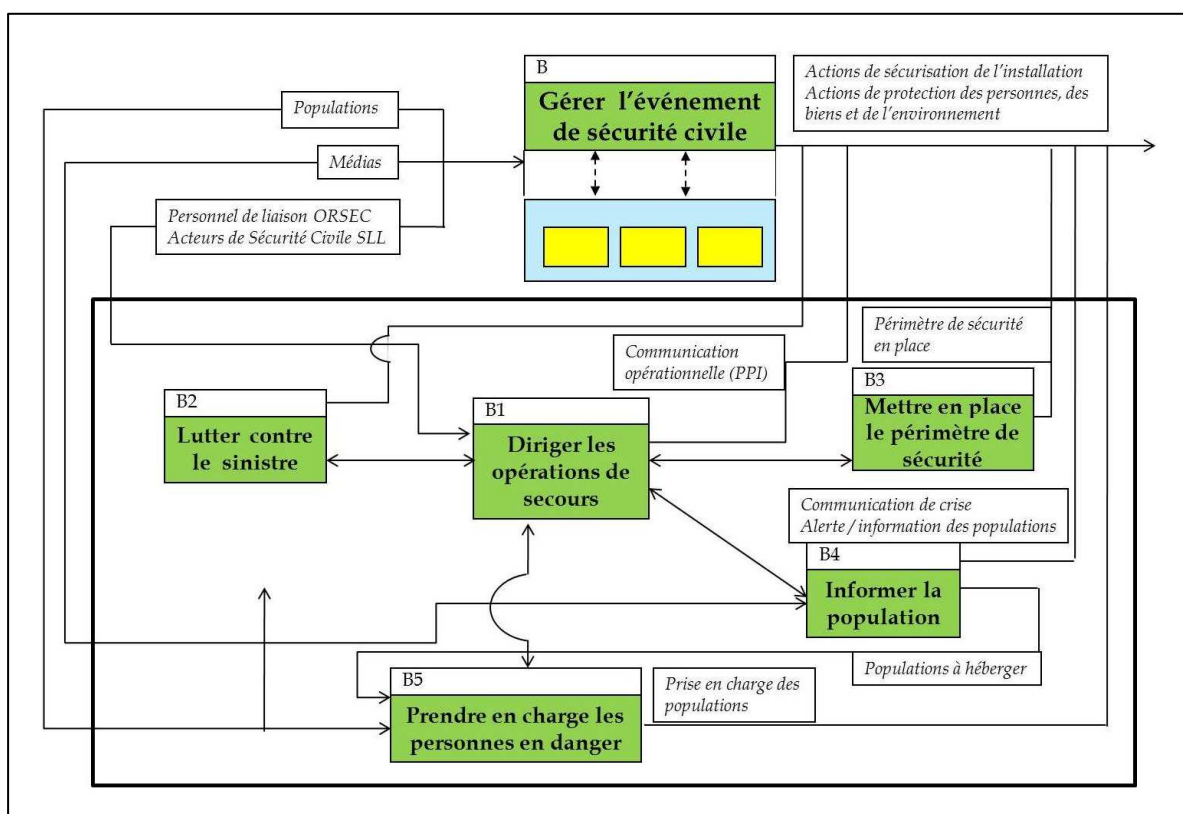 B
Gérer l'événement
de sécurité civile
Actions de sécurisation de l'installation
Actions de protection des personnes, des
biens et de l'environnement
Populations
Médias
Personnel de liaison ORSEC
Acteurs de Sécurité Civile SLL
Communication
opérationnelle (PPI)
Périmètre de sécurité
en place
B2
Lutter contre
le sinistre
B1
Diriger les
opérations de
secours
B3
Mettre en place
le périmètre de
sécurité
Communication de crise
Alerte / information des populations
B4
Informer la
population
Populations à héberger
B5
Prendre en charge les
personnes en danger
Prise en charge des
populations